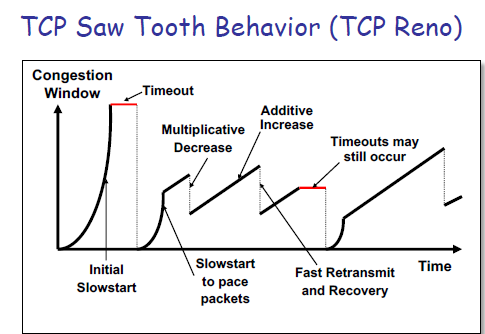 TCP Saw Tooth Behavior (TCP Reno)
Congestion
Window
Timeout
Multiplicative
Decrease
Additive
Increase
Timeouts may
still occur
Initial
Slowstart
Slowstart
to pace
packets
Fast Retransmit
and Recovery
Time